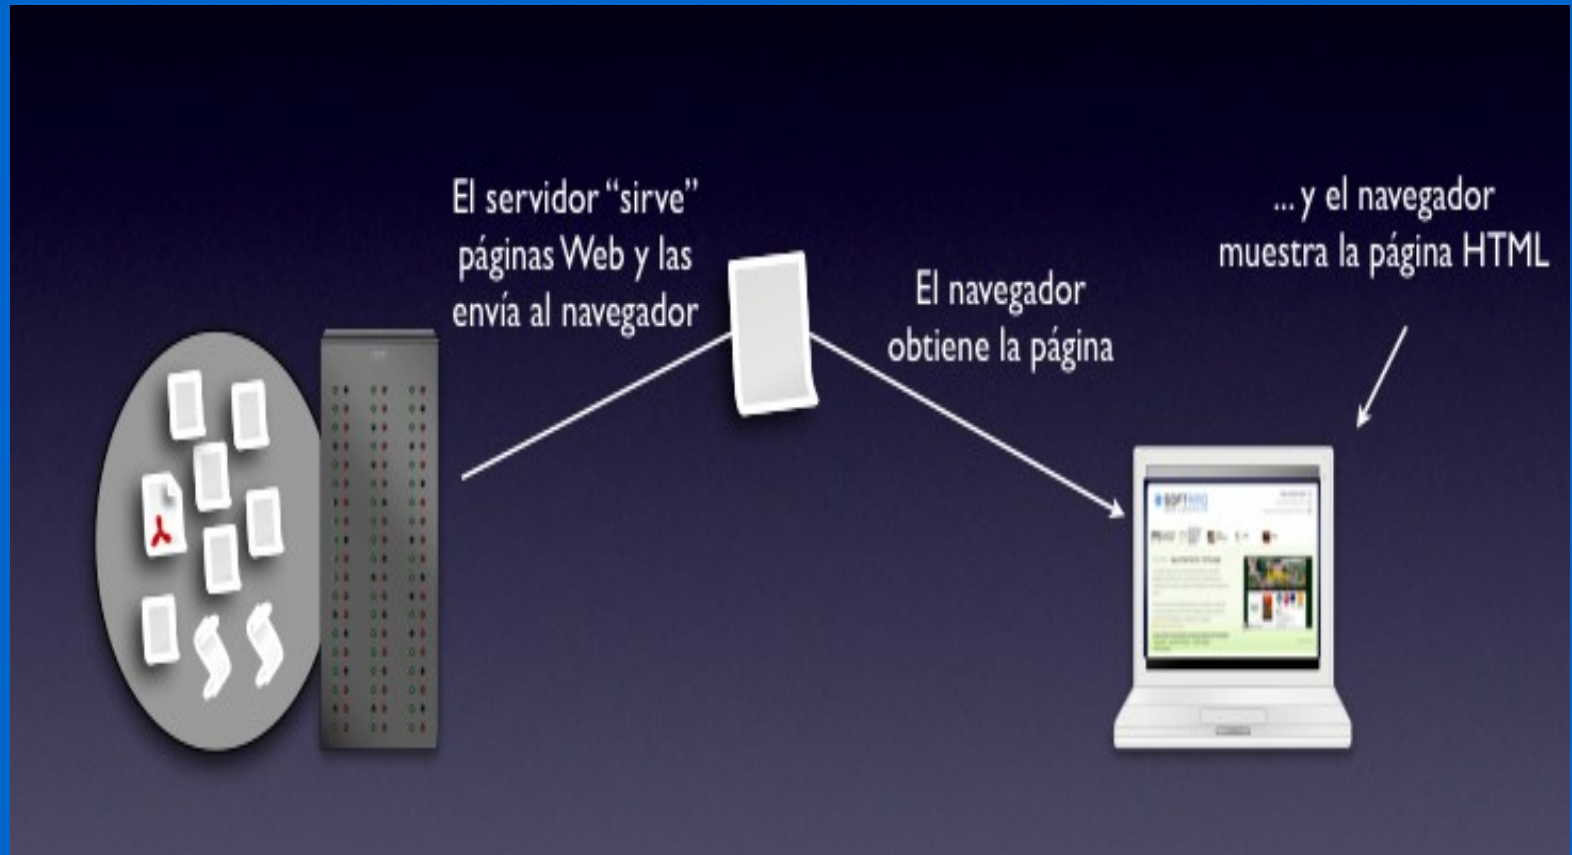 El servidor “sirve”
páginas Web y las
envía al navegador
El navegador
obtiene la página
... y el navegador
muestra la página HTML